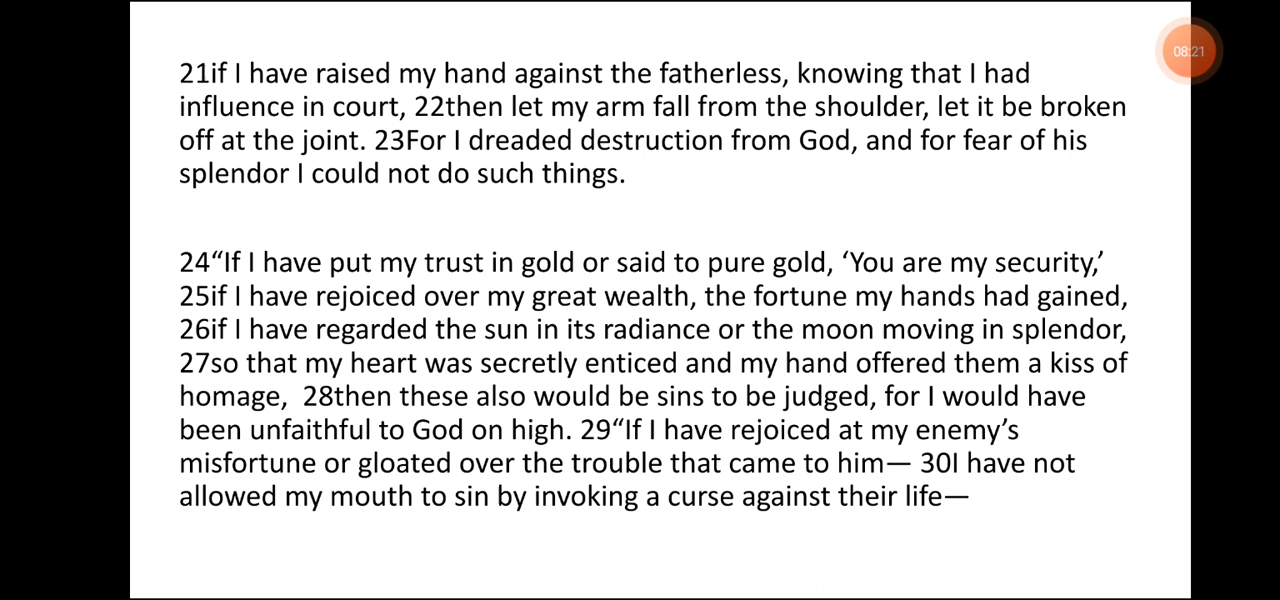 08:21
21if I have raised my hand against the fatherless, knowing that I had
influence in court, 22then let my arm fall from the shoulder, let it be broken
off at the joint. 23For I dreaded destruction from God, and for fear of his
splendor I could not do such things.
24“If I have put my trust in gold or said to pure gold, ‘You are my security,’
25if I have rejoiced over my great wealth, the fortune my hands had gained,
26if I have regarded the sun in its radiance or the moon moving in splendor,
27so that my heart was secretly enticed and my hand offered them a kiss of
homage,  28then these also would be sins to be judged, for I would have
been unfaithful to God on high. 29“If I have rejoiced at my enemy’s
misfortune or gloated over the trouble that came to him— 30I have not
allowed my mouth to sin by invoking a curse against their life—